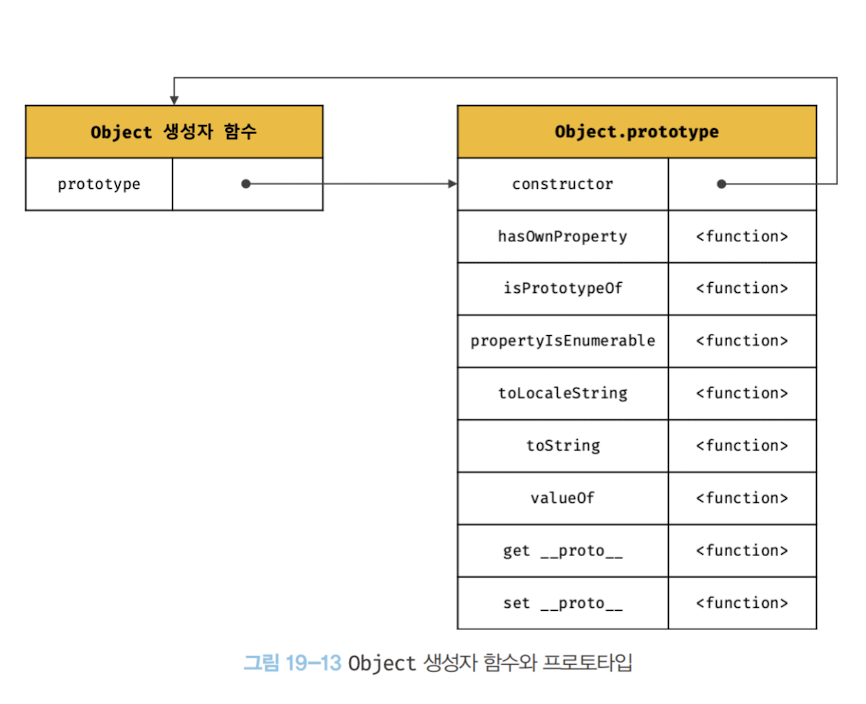 Object 생성자 함수
prototype
Object.prototype
constructor
hasOwnProperty <function>
isPrototypeOf <function>
propertyIsEnumerable <function>
toLocaleString <function>
toString <function>
valueOf <function>
get __proto__ <function>
set __proto__ <function>
그림 19-13 Object 생성자 함수와 프로토타입